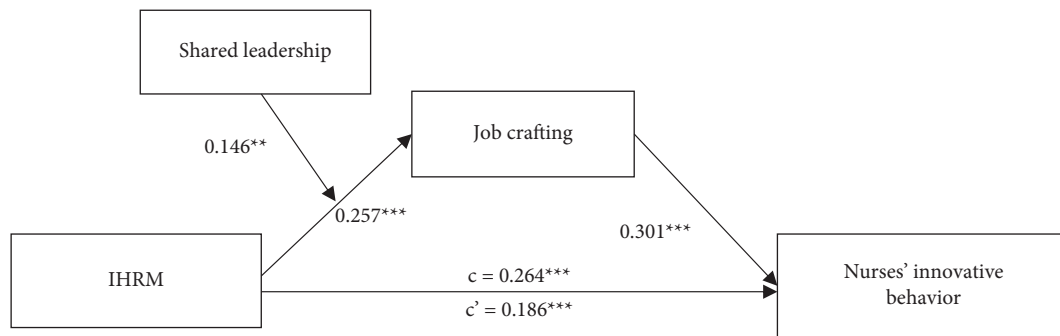 Shared leadership
Job crafting
0.146**
0.257***
0.301***
IHRM
c = 0.264***
c’ = 0.186***
Nurses’ innovative
behavior